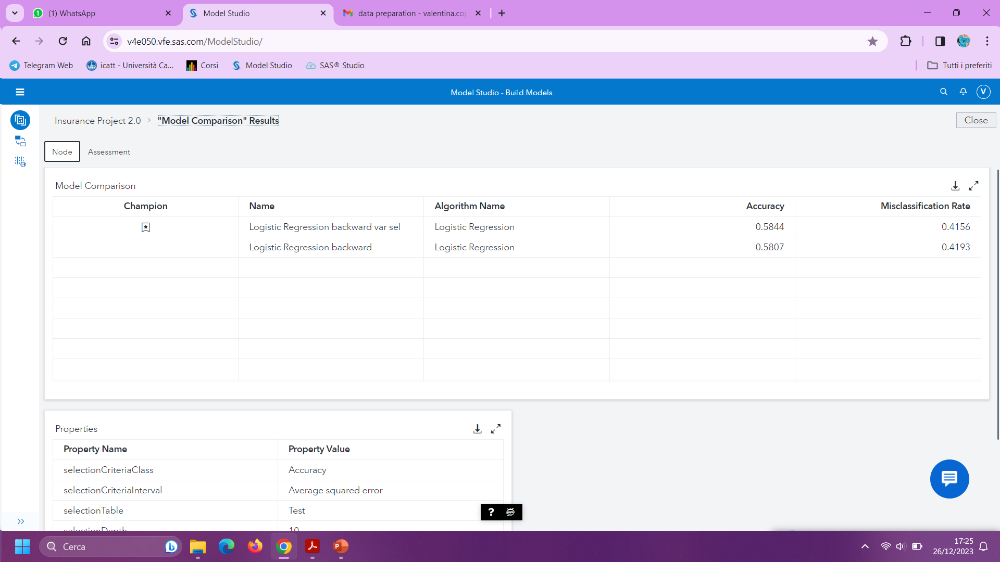 (1) WhatsApp
Model Studio
data preparation - valentina.cop
v4e050.vfe.sas.com/ModelStudio/
Telegram Web
icatt - Università Ca...
Corsi
Model Studio
SAS® Studio
Tutti i preferiti
Model Studio - Build Models
V
Insurance Project 2.0 > "Model Comparison" Results
Close
Node
Assessment
Model Comparison
Champion Name Algorithm Name Accuracy Misclassification Rate
Logistic Regression backward var sel Logistic Regression 0.5844 0.4156
Logistic Regression backward Logistic Regression 0.5807 0.4193
Properties
Property Name Property Value
selectionCriteriaClass Accuracy
selectionCriteriaInterval Average squared error
selectionTable Test
selectionDepth 10
?
Cerca
17:25
26/12/2023